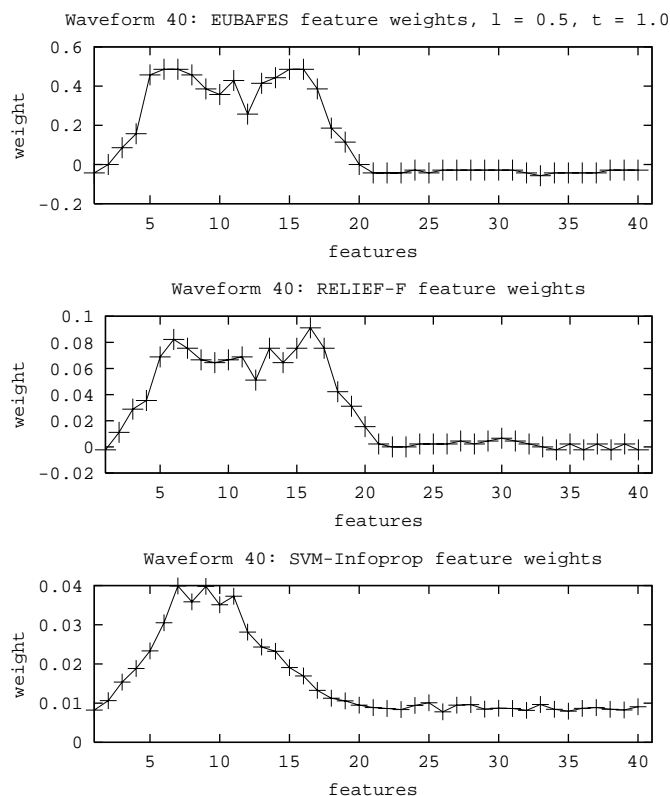 Waveform 40: EUBAFES feature weights, l = 0.5, t = 1.0
0.6
0.4
0.2
0
-0.2
weight
5 10 15 20 25 30 35 40
features
Waveform 40: RELIEF-F feature weights
0.1
0.08
0.06
0.04
0.02
0
-0.02
weight
5 10 15 20 25 30 35 40
features
Waveform 40: SVM-Infoprop feature weights
0.04
0.03
0.02
0.01
0
weight
5 10 15 20 25 30 35 40
features